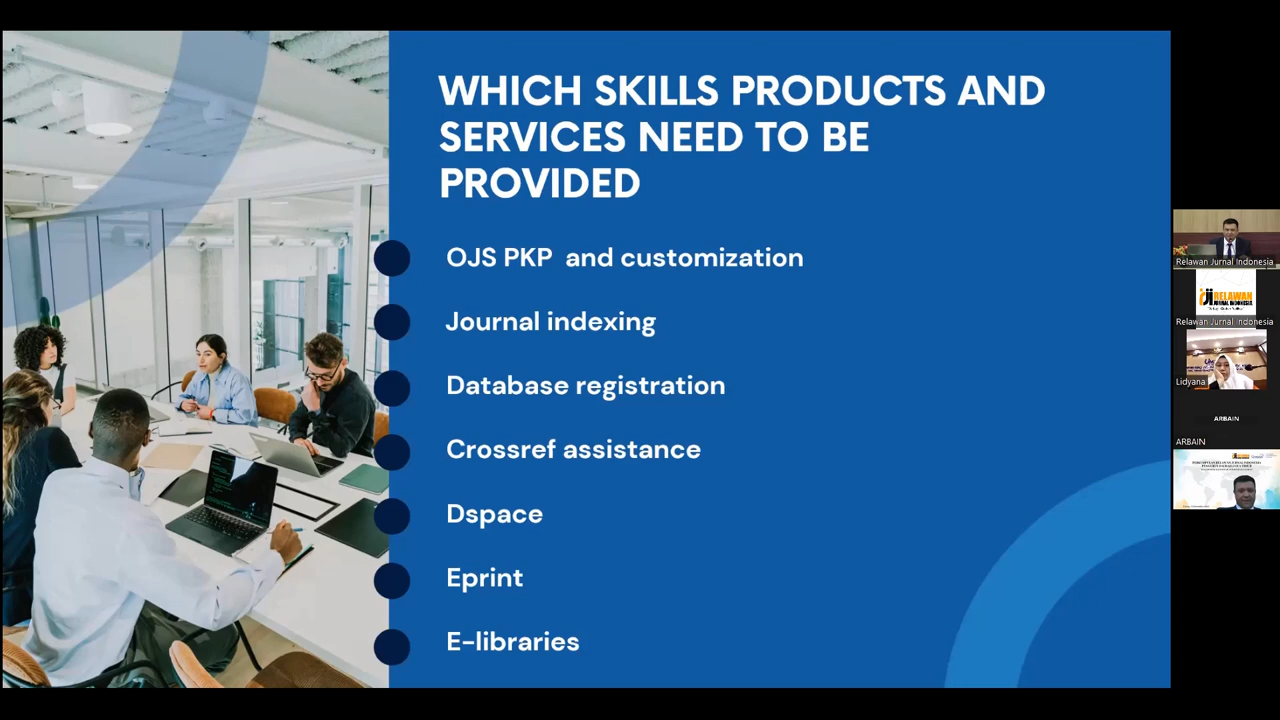 WHICH SKILLS PRODUCTS AND
SERVICES NEED TO BE
PROVIDED
OJS PKP and customization
Journal indexing
Database registration
Crossref assistance
Dspace
Eprint
E-libraries
Relawan Jurnal Indonesia
RELAWAN
JURNAL INDONESIA
Relawan Jurnal Indonesia
Lidyana
ARBAIN
ARBAIN